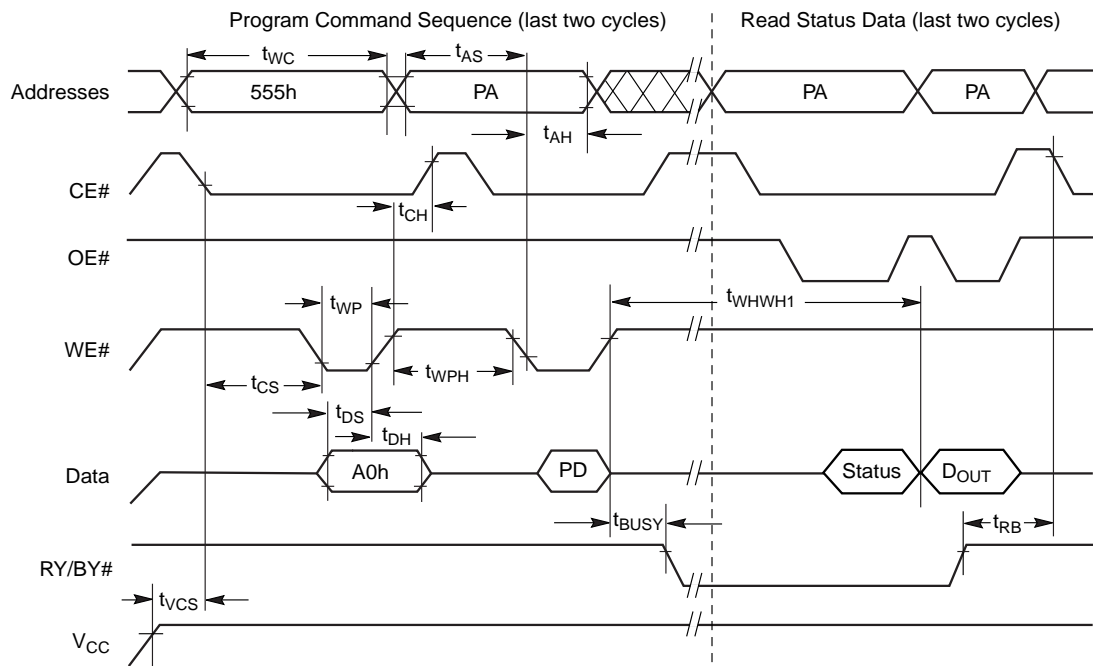 Program Command Sequence (last two cycles)
Read Status Data (last two cycles)
tWC
tAS
Addresses
555h
PA
PA
PA
tAH
CE#
tCH
OE#
tWP
tWHWH1
WE#
tCS
tWPH
tDS
tDH
Data
A0h
PD
Status
DOUT
tBUSY
tRB
RY/BY#
tVCS
VCC